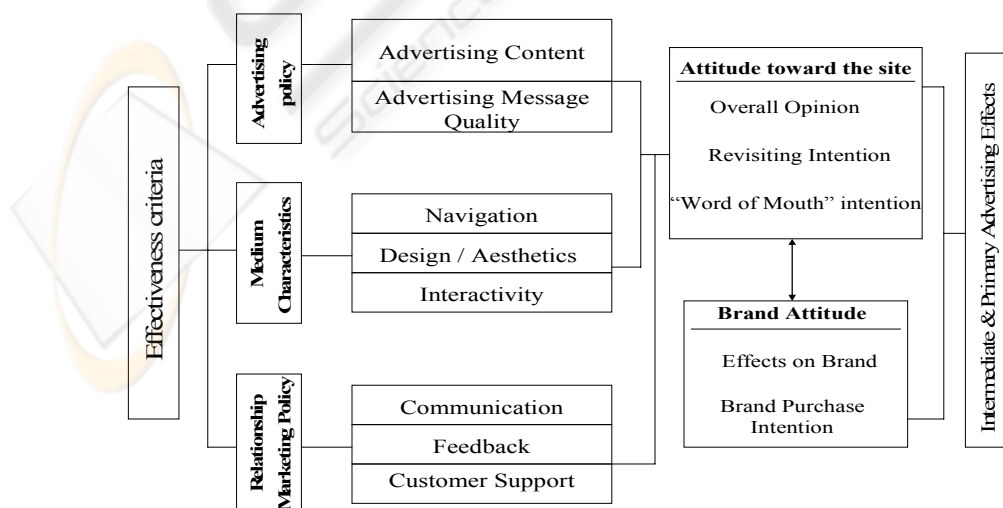 Effectiveness criteria
Advertising
policy
Medium
Characteristics
Relationship
Marketing Policy
Advertising Content
Advertising Message
Quality
Navigation
Design / Aesthetics
Interactivity
Communication
Feedback
Customer Support
Attitude toward the site
Overall Opinion
Revisiting Intention
“Word of Mouth” intention
Brand Attitude
Effects on Brand
Brand Purchase
Intention
Intermediate & Primary Advertising Effects